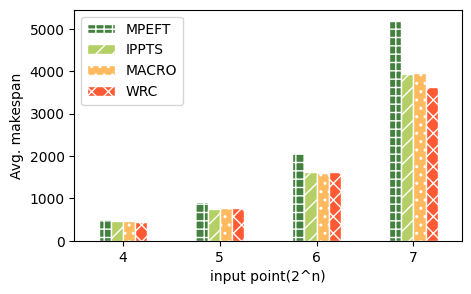 MPEFT
IPPTS
MACRO
WRC
Avg. makespan
5000
4000
3000
2000
1000
0
4 5 6 7
input point(2^n)